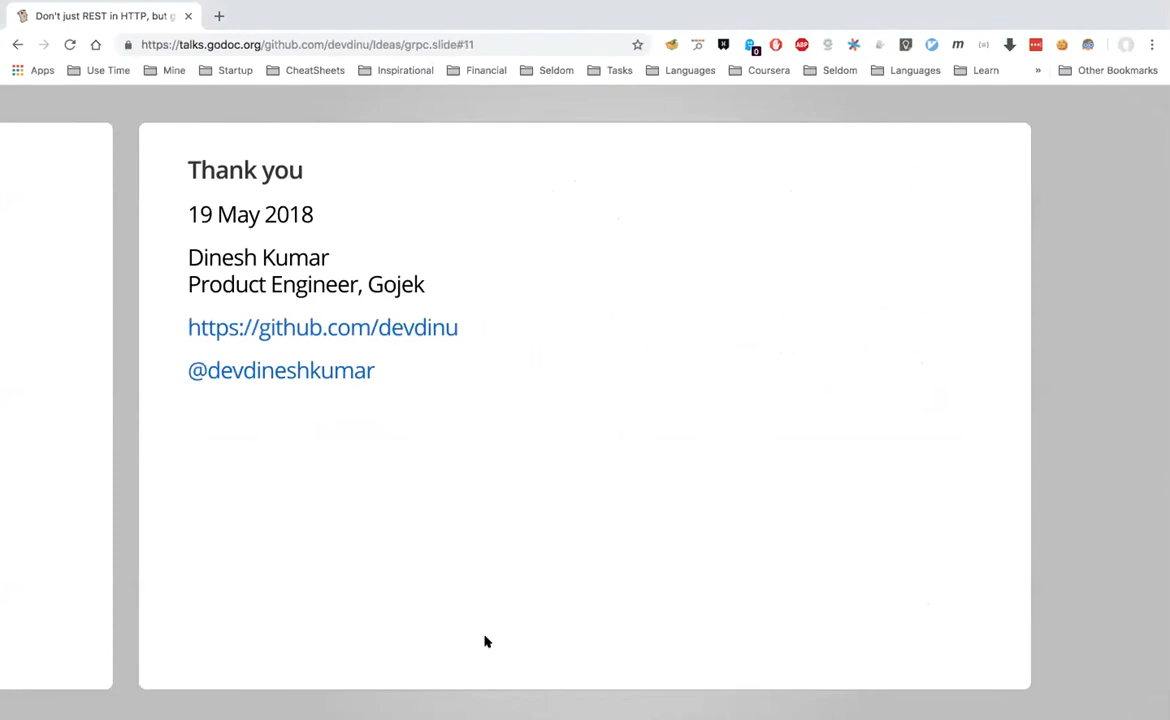 Don't just REST in HTTP, but g
https://talks.godoc.org/github.com/devdinu/Ideas/grpc.slide#11
0
Apps Use Time Mine Startup CheatSheets Inspirational Financial Seldom Tasks Languages Coursera Seldom Languages Learn » Other Bookmarks
Thank you
19 May 2018
Dinesh Kumar
Product Engineer, Gojek
https://github.com/devdinu
@devdineshkumar